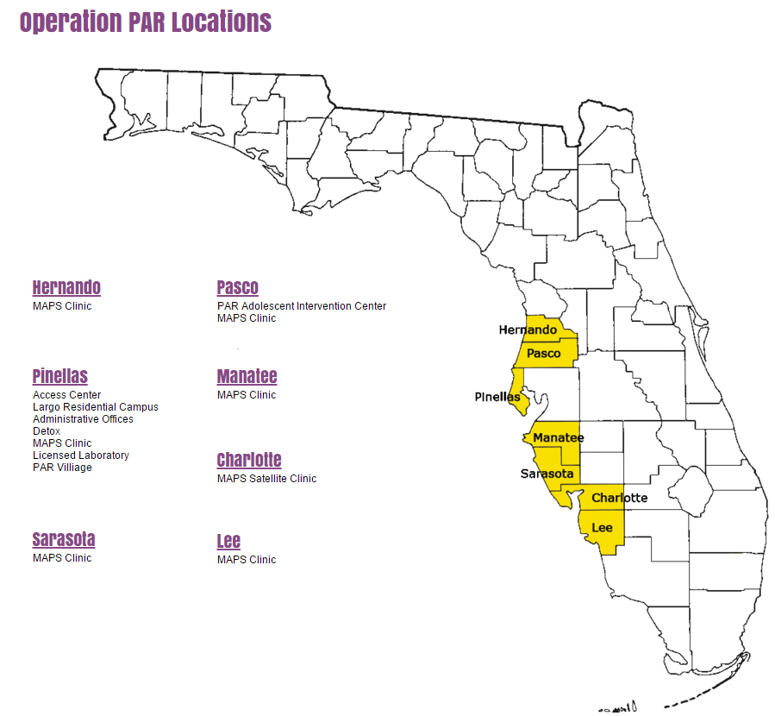 Operation PAR Locations
Hernando
MAPS Clinic
Pasco
PAR Adolescent Intervention Center
MAPS Clinic
Pinellas
Access Center
Largo Residential Campus
Administrative Offices
Detox
MAPS Clinic
Licensed Laboratory
PAR Villiage
Manatee
MAPS Clinic
Charlotte
MAPS Satellite Clinic
Sarasota
MAPS Clinic
Lee
MAPS Clinic
Hernando
Pasco
Pinellas
Manatee
Sarasota
Charlotte
Lee